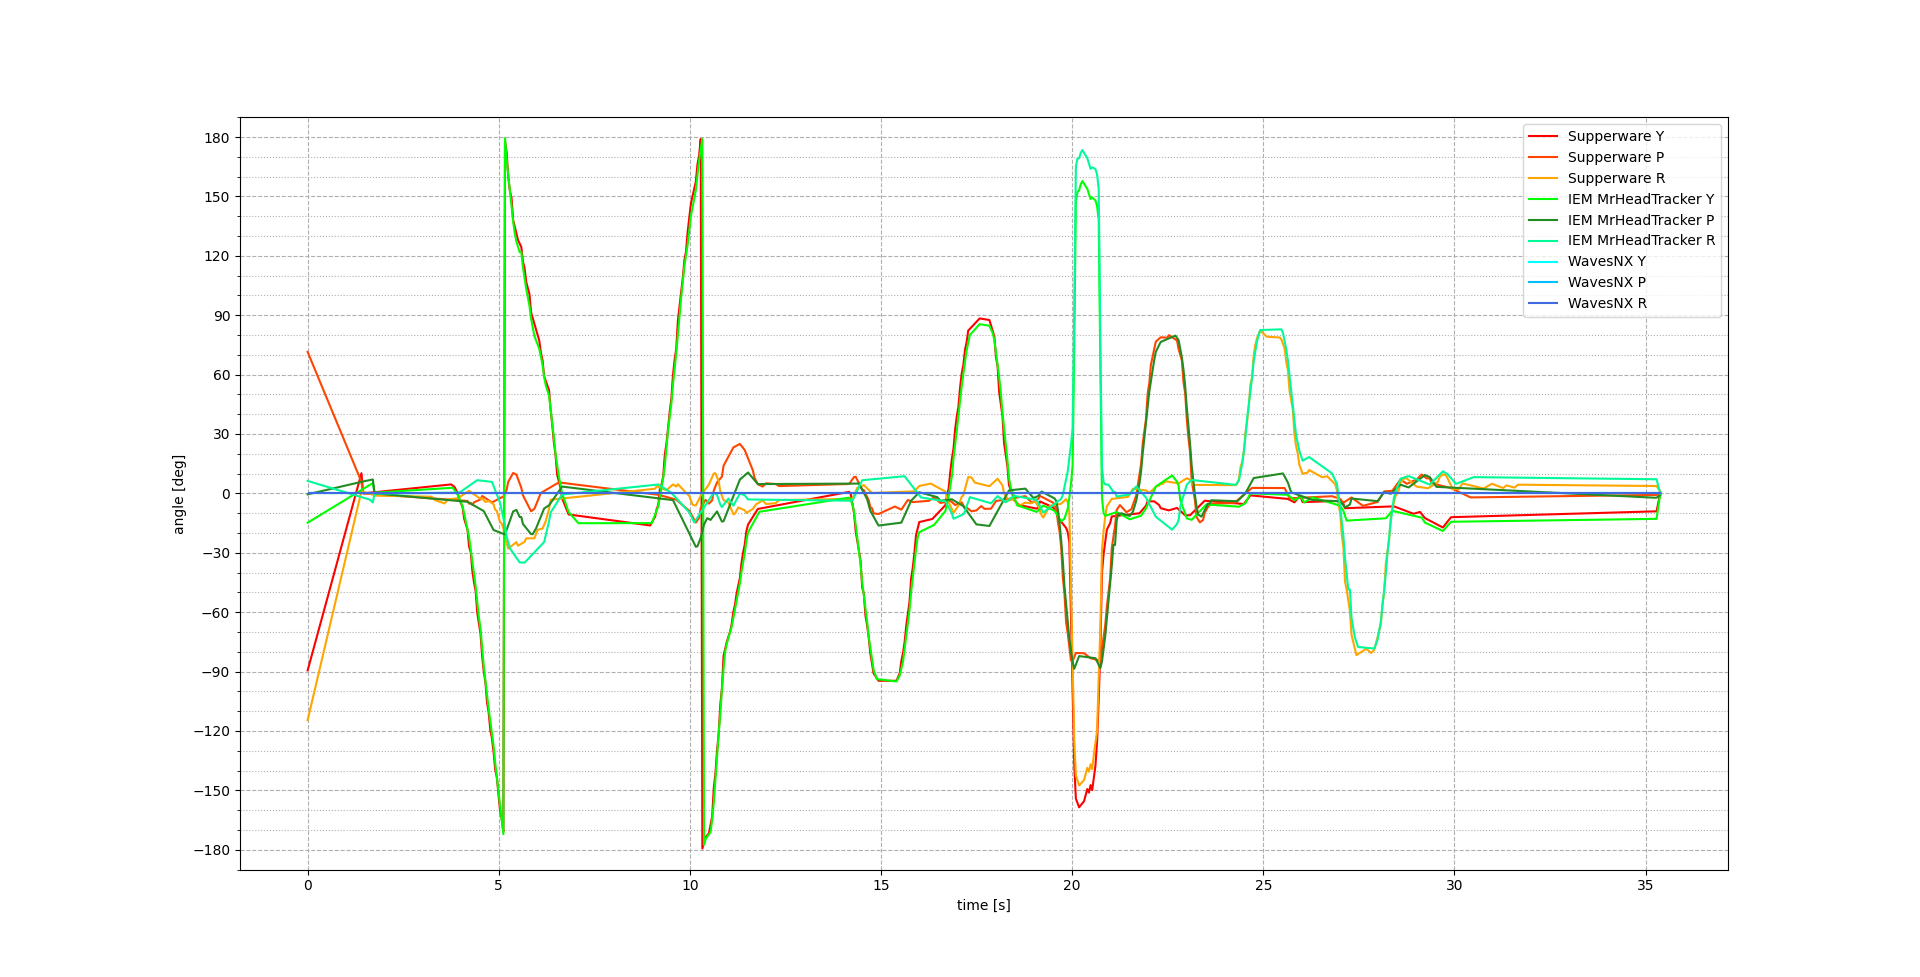 180
150
120
90
60
30
0
−30
−60
−90
−120
−150
−180
angle [deg]
0 5 10 15 20 25 30 35
time [s]
Supperware Y
Supperware P
Supperware R
IEM MrHeadTracker Y
IEM MrHeadTracker P
IEM MrHeadTracker R
WavesNX Y
WavesNX P
WavesNX R